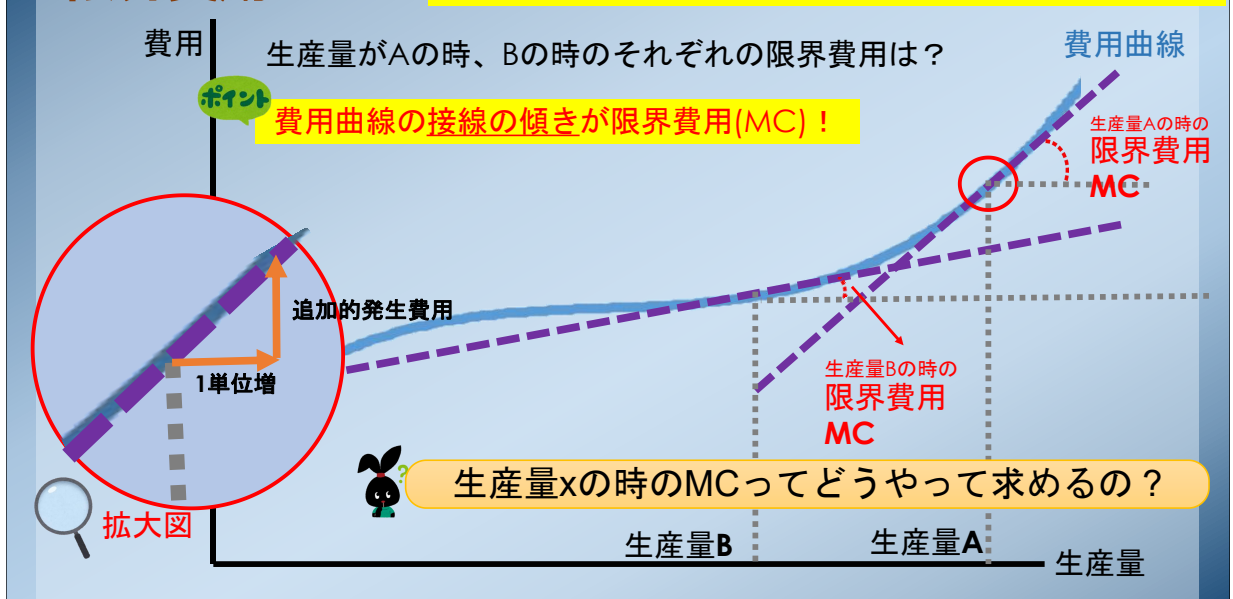 費用
生産量がAの時、Bの時のそれぞれの限界費用は？
費用曲線
ポイント
費用曲線の接線の傾きが限界費用(MC)！
生産量Aの時の
限界費用
MC
追加的発生費用
1単位増
生産量Bの時の
限界費用
MC
?
生産量xの時のMCってどうやって求めるの？
拡大図
生産量B
生産量A
生産量